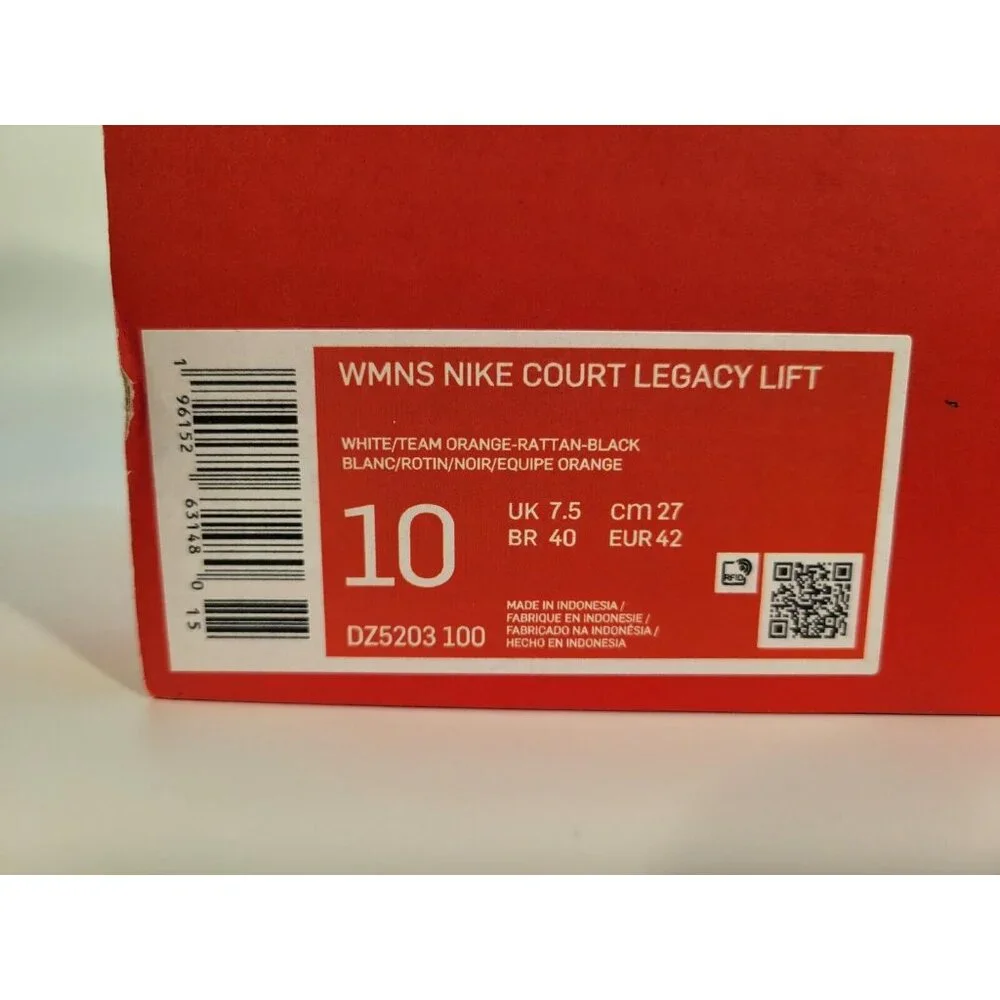 WMNS NIKE COURT LEGACY LIFT
WHITE/TEAM ORANGE-RATTAN-BLACK
BLANC/ROTIN/NOIR/EQUIPE ORANGE
10
UK 7.5 cm 27
BR 40 EUR 42
DZ5203 100
MADE IN INDONESIA /
FABRIQUE EN INDONESIE /
FABRICADO NA INDONÉSIA /
HECHO EN INDONESIA
RFID
1 96152 63148 0 15